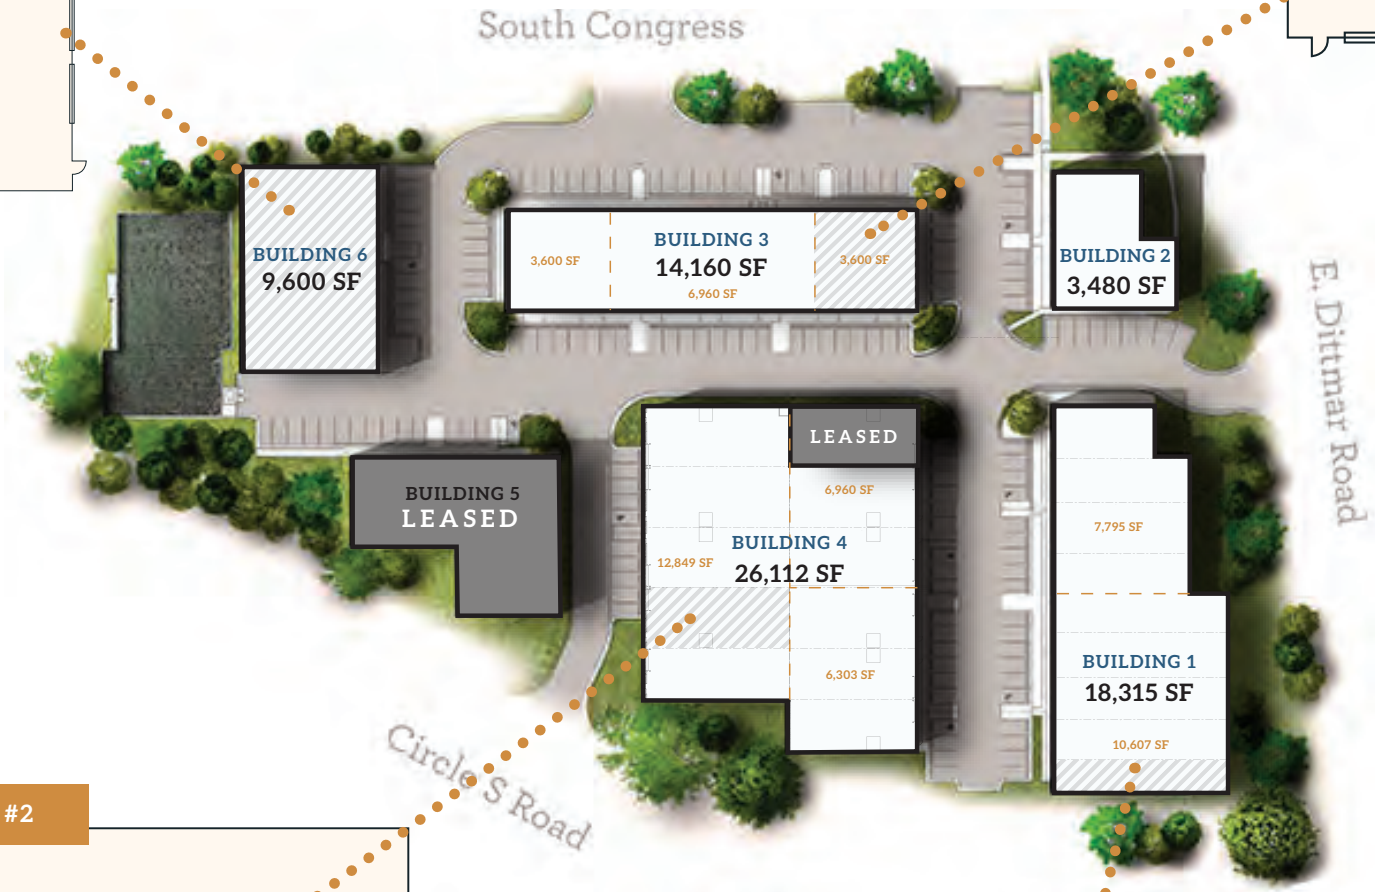 South Congress
BUILDING 6
9,600 SF
3,600 SF
BUILDING 3
14,160 SF
6,960 SF
3,600 SF
BUILDING 2
3,480 SF
E. Dittmar Road
BUILDING 5
LEASED
LEASED
6,960 SF
BUILDING 4
26,112 SF
12,849 SF
6,303 SF
7,795 SF
BUILDING 1
18,315 SF
10,607 SF
Circle S Road
#2